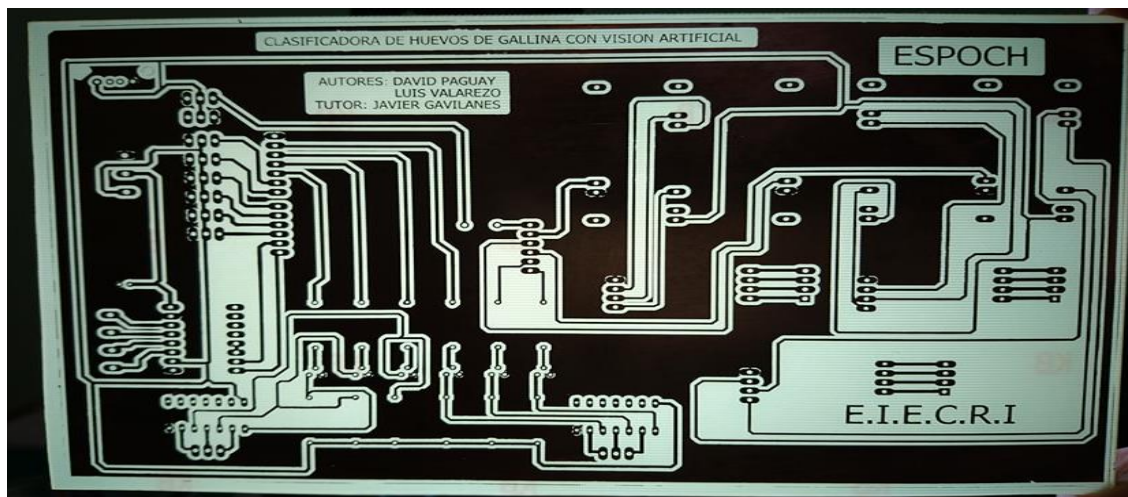 CLASIFICADORA DE HUEVOS DE GALLINA CON VISION ARTIFICIAL
ESPOCH
AUTORES: DAVID PAGUAY
LUIS VALAREZO
TUTOR: JAVIER GAVILANES
E.I.E.C.R.I